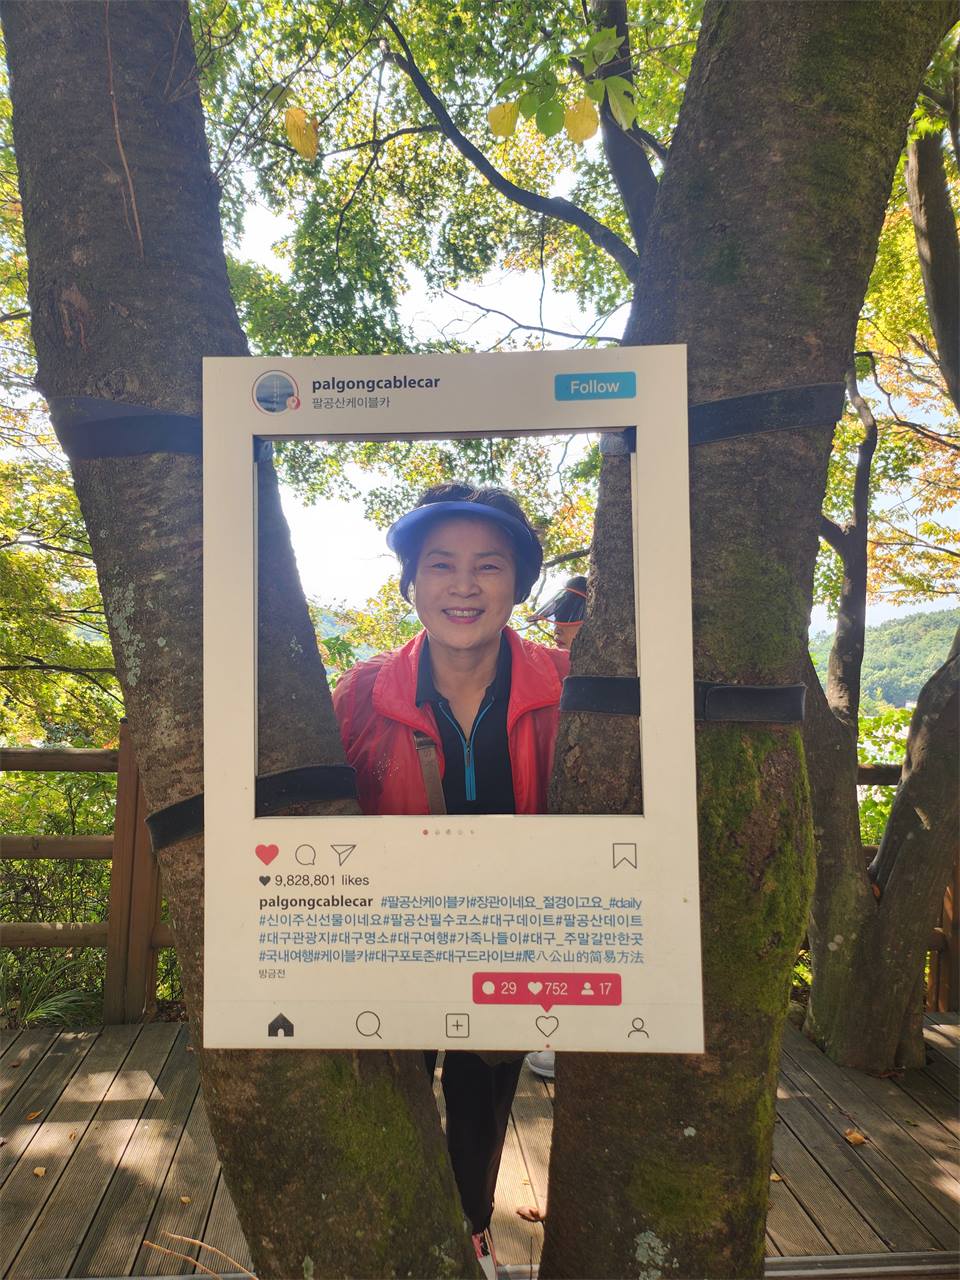 palgongcablecar
팔공산케이블카
Follow
9,828,801 likes
palgongcablecar #팔공산케이블카#장관이네요_절경이고요_#daily
#신이주신선물이네요#팔공산필수코스#대구데이트#팔공산데이트
#대구관광지#대구명소#대구여행#가족나들이#대구_주말갈만한곳
#국내여행#케이블카#대구포토존#대구드라이브#爬八公山的简易方法
방금전
29 752 17